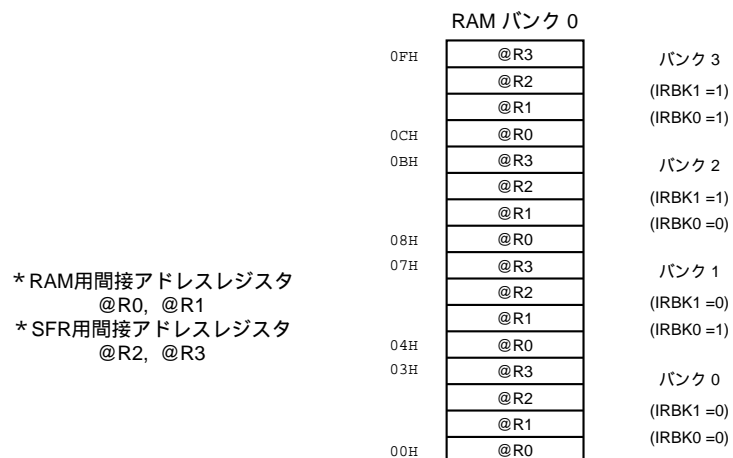 RAM バンク 0
0FH @R3 バンク 3
@R2 (IRBK1 =1)
@R1 (IRBK0 =1)
0CH @R0
0BH @R3 バンク 2
@R2 (IRBK1 =1)
@R1 (IRBK0 =0)
08H @R0
07H @R3 バンク 1
@R2 (IRBK1 =0)
@R1 (IRBK0 =1)
04H @R0
03H @R3 バンク 0
@R2 (IRBK1 =0)
@R1 (IRBK0 =0)
00H @R0
＊RAM用間接アドレスレジスタ
@R0, @R1
＊SFR用間接アドレスレジスタ
@R2, @R3